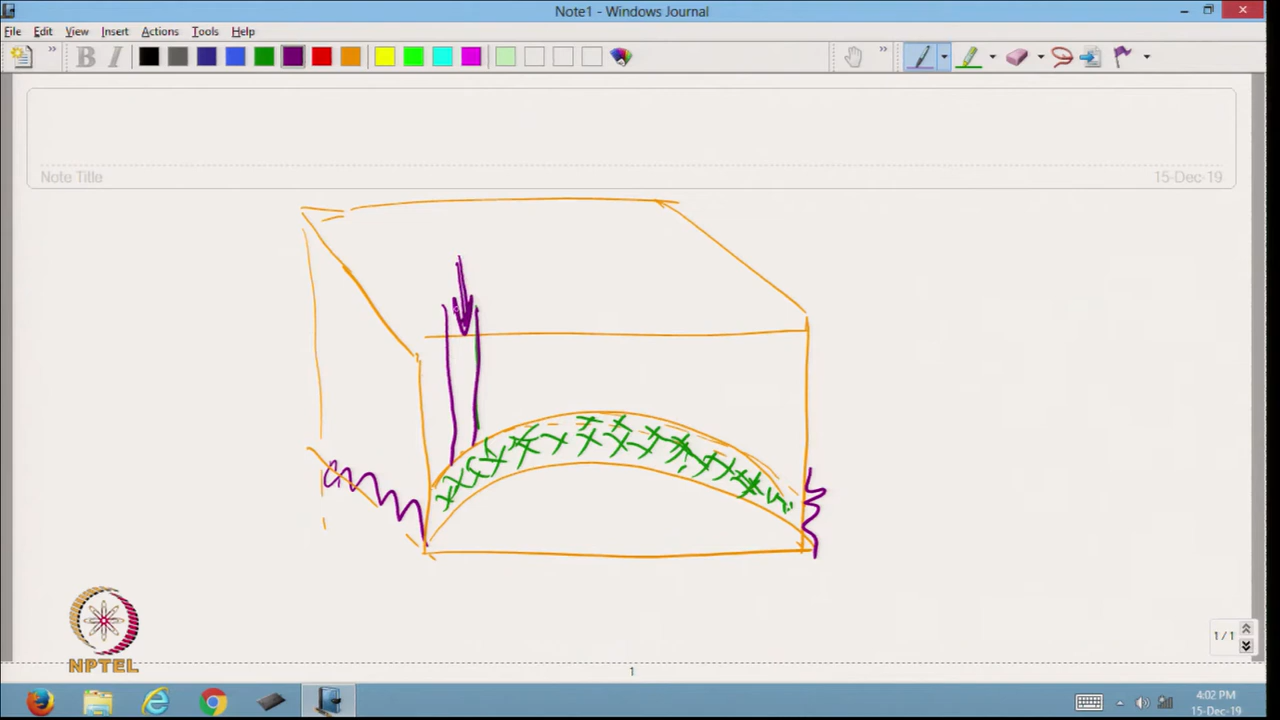 Note1 - Windows Journal
File Edit View Insert Actions Tools Help
B I
Note Title
15-Dec-19
NPTEL
1 / 1
1
4:02 PM
15-Dec-19